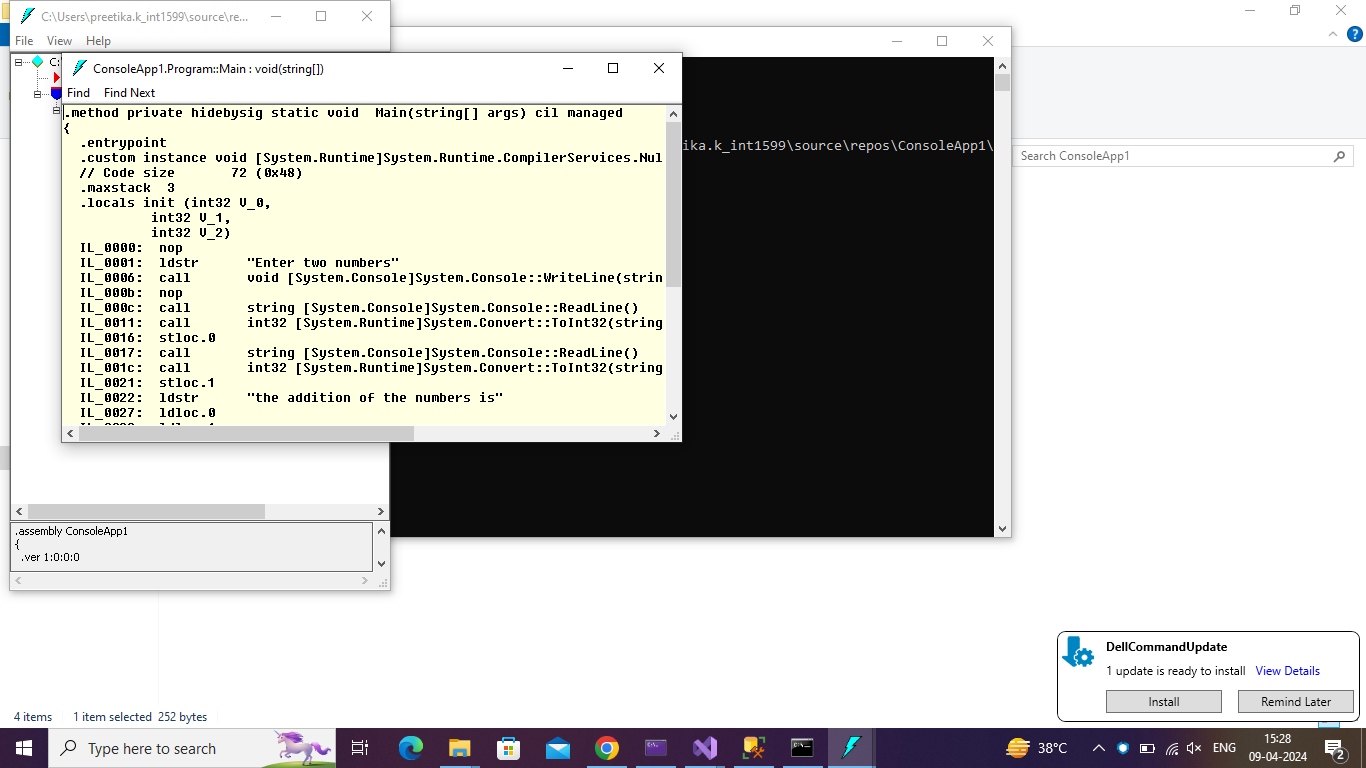 C:\Users\preetika.k_int1599\source\re...
File View Help
ConsoleApp1.Program::Main : void(string[])
Find Find Next
.method private hidebysig static void  Main(string[] args) cil managed
{
  .entrypoint
  .custom instance void [System.Runtime]System.Runtime.CompilerServices.Nul
  // Code size       72 (0x48)
  .maxstack  3
  .locals init (int32 V_0,
           int32 V_1,
           int32 V_2)
  IL_0000:  nop
  IL_0001:  ldstr      "Enter two numbers"
  IL_0006:  call       void [System.Console]System.Console::WriteLine(strin
  IL_000b:  nop
  IL_000c:  call       string [System.Console]System.Console::ReadLine()
  IL_0011:  call       int32 [System.Runtime]System.Convert::ToInt32(string
  IL_0016:  stloc.0
  IL_0017:  call       string [System.Console]System.Console::ReadLine()
  IL_001c:  call       int32 [System.Runtime]System.Convert::ToInt32(string
  IL_0021:  stloc.1
  IL_0022:  ldstr      "the addition of the numbers is"
  IL_0027:  ldloc.0
ika.k_int1599\source\repos\ConsoleApp1\
Search ConsoleApp1
.assembly ConsoleApp1
{
  .ver 1:0:0:0
DellCommandUpdate
1 update is ready to install View Details
Install Remind Later
4 items 1 item selected 252 bytes
Type here to search
38°C
ENG
15:28
09-04-2024
2